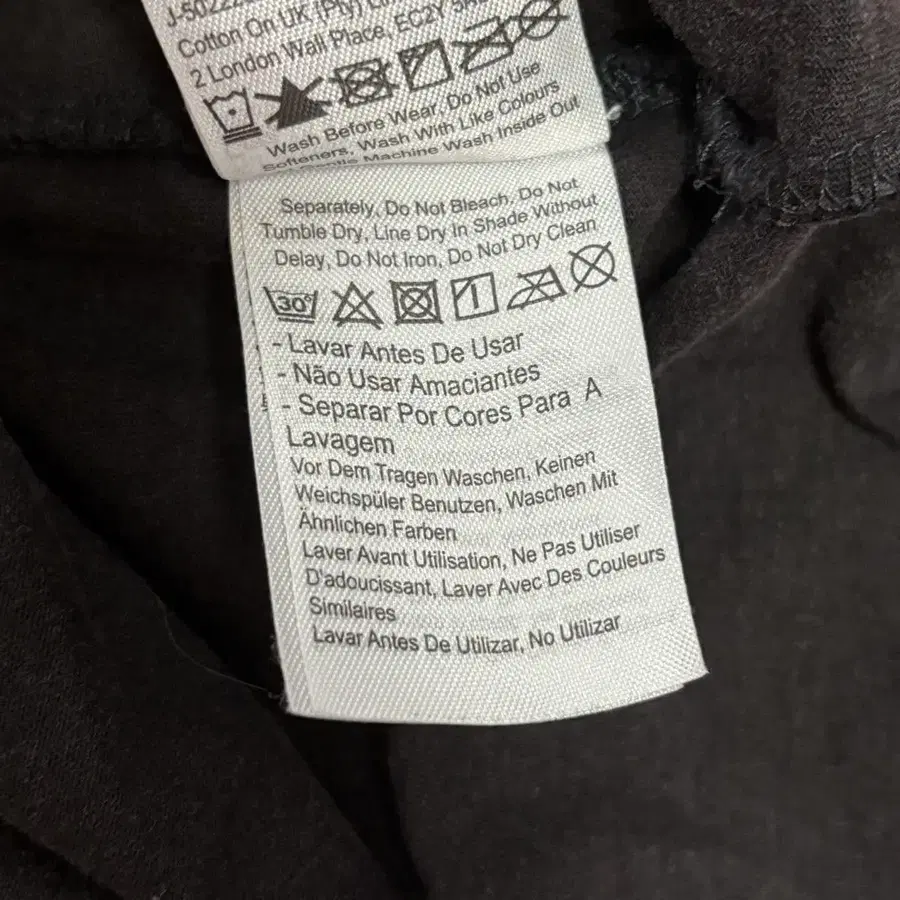 Cotton On UK (Pty)
2 London Wall Place, EC2Y
Wash Before Wear, Do Not Use
Softeners, Wash With Like Colours
Gentle Machine Wash Inside Out
Separately, Do Not Bleach, Do Not
Tumble Dry, Line Dry In Shade Without
Delay, Do Not Iron, Do Not Dry Clean
30°
- Lavar Antes De Usar
- Não Usar Amaciantes
- Separar Por Cores Para A
Lavagem
Vor Dem Tragen Waschen, Keinen
Weichspüler Benutzen, Waschen Mit
Ähnlichen Farben
Laver Avant Utilisation, Ne Pas Utiliser
D'adoucissant, Laver Avec Des Couleurs
Similaires
Lavar Antes De Utilizar, No Utilizar